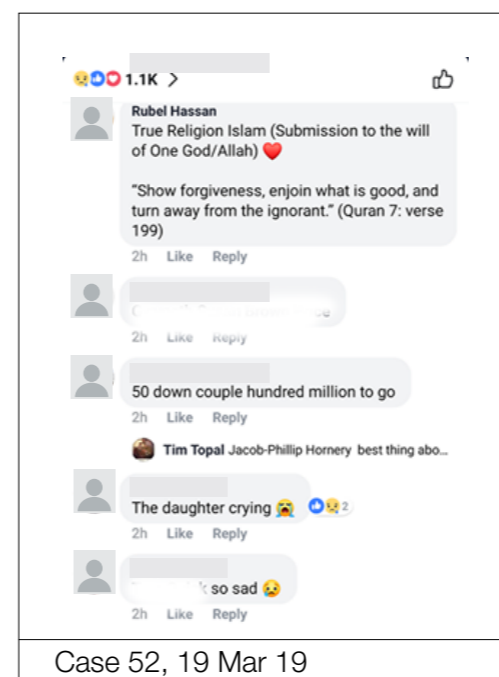 1.1K >
Rubel Hassan
True Religion Islam (Submission to the will
of One God/Allah) ❤️
“Show forgiveness, enjoin what is good, and
turn away from the ignorant.” (Quran 7: verse
199)
2h Like Reply
2h Like Reply
50 down couple hundred million to go
2h Like Reply
Tim Topal Jacob-Phillip Hornery best thing abo...
The daughter crying 😭 2
2h Like Reply
so sad 😢
2h Like Reply
Case 52, 19 Mar 19